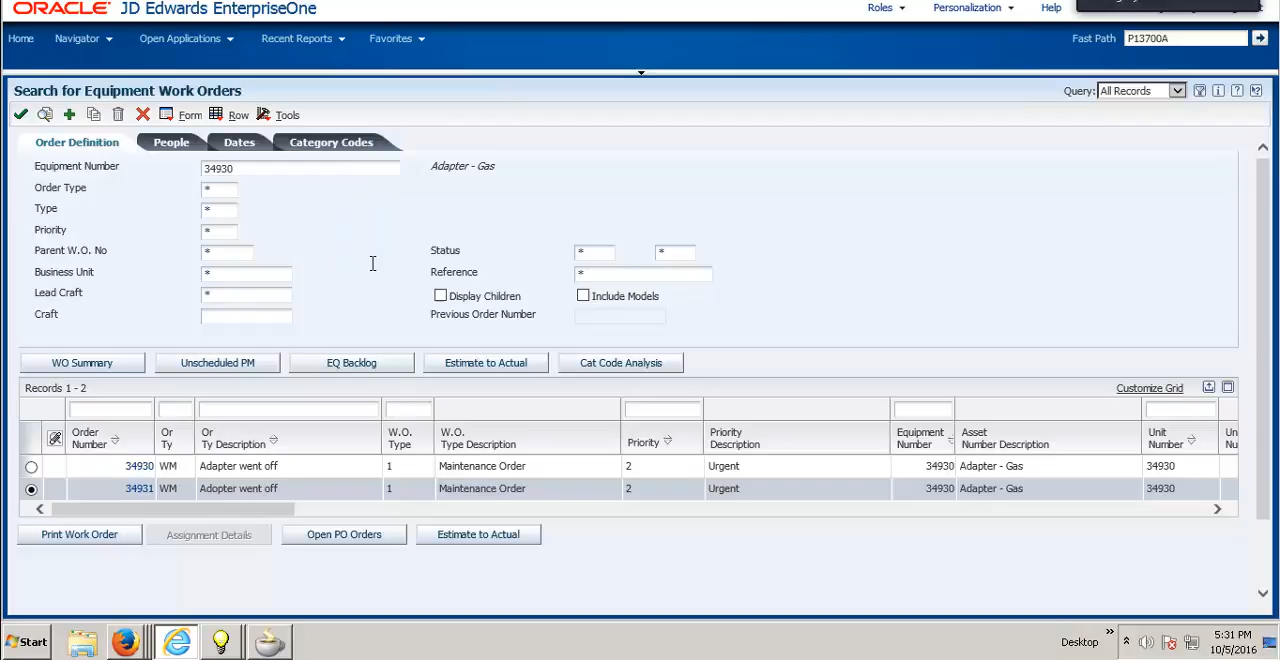 ORACLE JD Edwards EnterpriseOne Roles Personalization Help
Home Navigator Open Applications Recent Reports Favorites Fast Path P13700A
Search for Equipment Work Orders Query: All Records
Form Row Tools
Order Definition People Dates Category Codes
Equipment Number 34930 Adapter - Gas
Order Type *
Type *
Priority *
Parent W.O. No * Status * *
Business Unit * Reference *
Lead Craft * Display Children Include Models
Craft Previous Order Number
WO Summary Unscheduled PM EQ Backlog Estimate to Actual Cat Code Analysis
Records 1 - 2 Customize Grid
Order Number Or Ty Or Ty Description W.O. Type W.O. Type Description Priority Priority Description Equipment Number Asset Number Description Unit Number Un Nu
34930 WM Adapter went off 1 Maintenance Order 2 Urgent 34930 Adapter - Gas 34930
34931 WM Adopter went off 1 Maintenance Order 2 Urgent 34930 Adapter - Gas 34930
Print Work Order Assignment Details Open PO Orders Estimate to Actual
Start Desktop 5:31 PM
10/5/2016